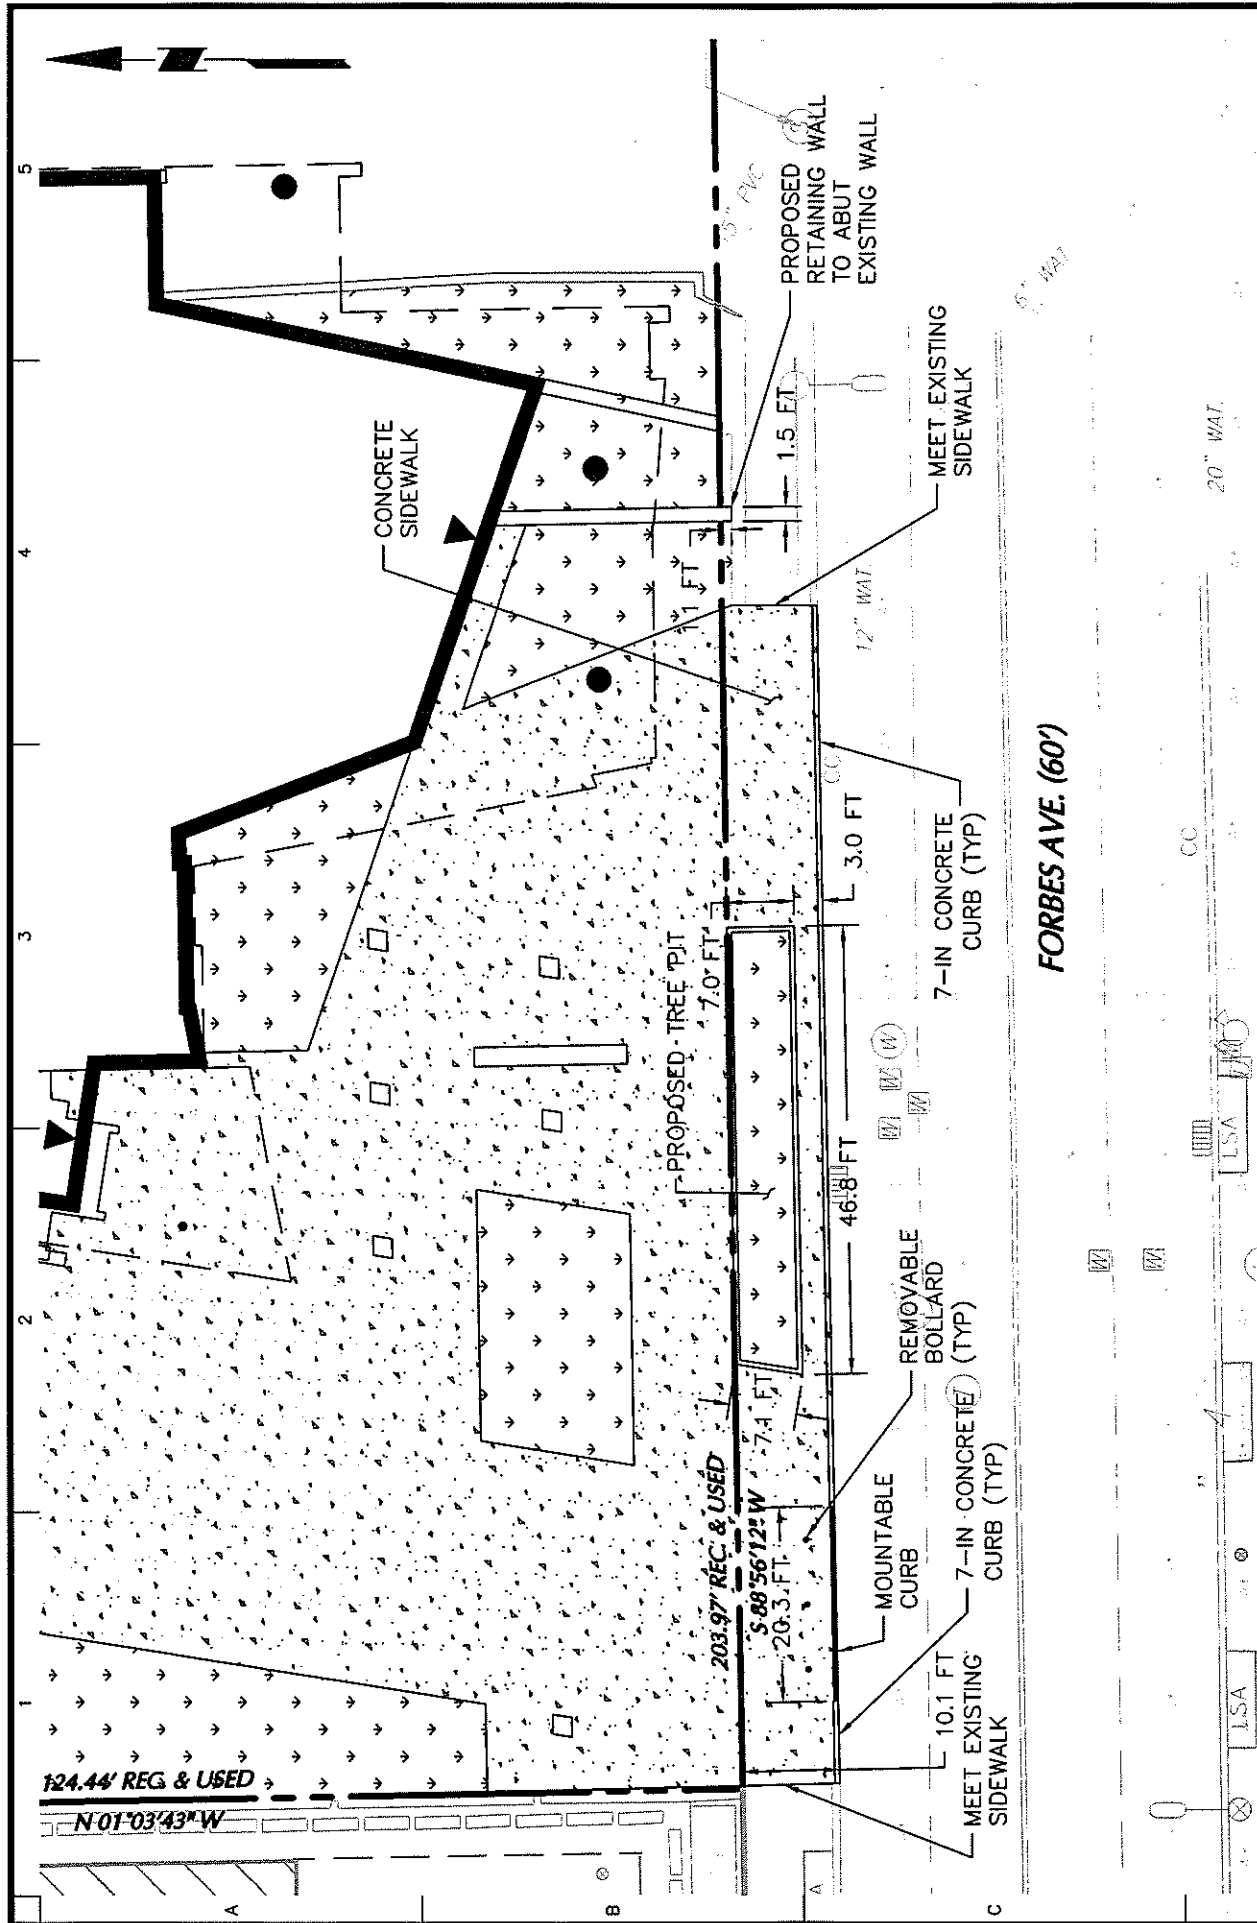 N
1
2
3
4
5
A
B
C
CONCRETE
SIDEWALK
PROPOSED
RETAINING WALL
TO ABUT
EXISTING WALL
MEET EXISTING
SIDEWALK
1.5 FT
1.1 FT
PROPOSED TREE PIT
7.0 FT
3.0 FT
46.8 FT
7.1 FT
20.3 FT
10.1 FT
203.97' REC. & USED
S 88°56'12" W
124.44' REC. & USED
N 01°03'43" W
7-IN CONCRETE
CURB (TYP)
REMOVABLE
BOLLARD
(TYP)
MOUNTABLE
CURB
7-IN CONCRETE
CURB (TYP)
MEET EXISTING
SIDEWALK
FORBES AVE. (60')
12" WAT.
20" WAT.
6" WAT
CC
CC
W
W
W
W
W
W
LSA
LSA
A